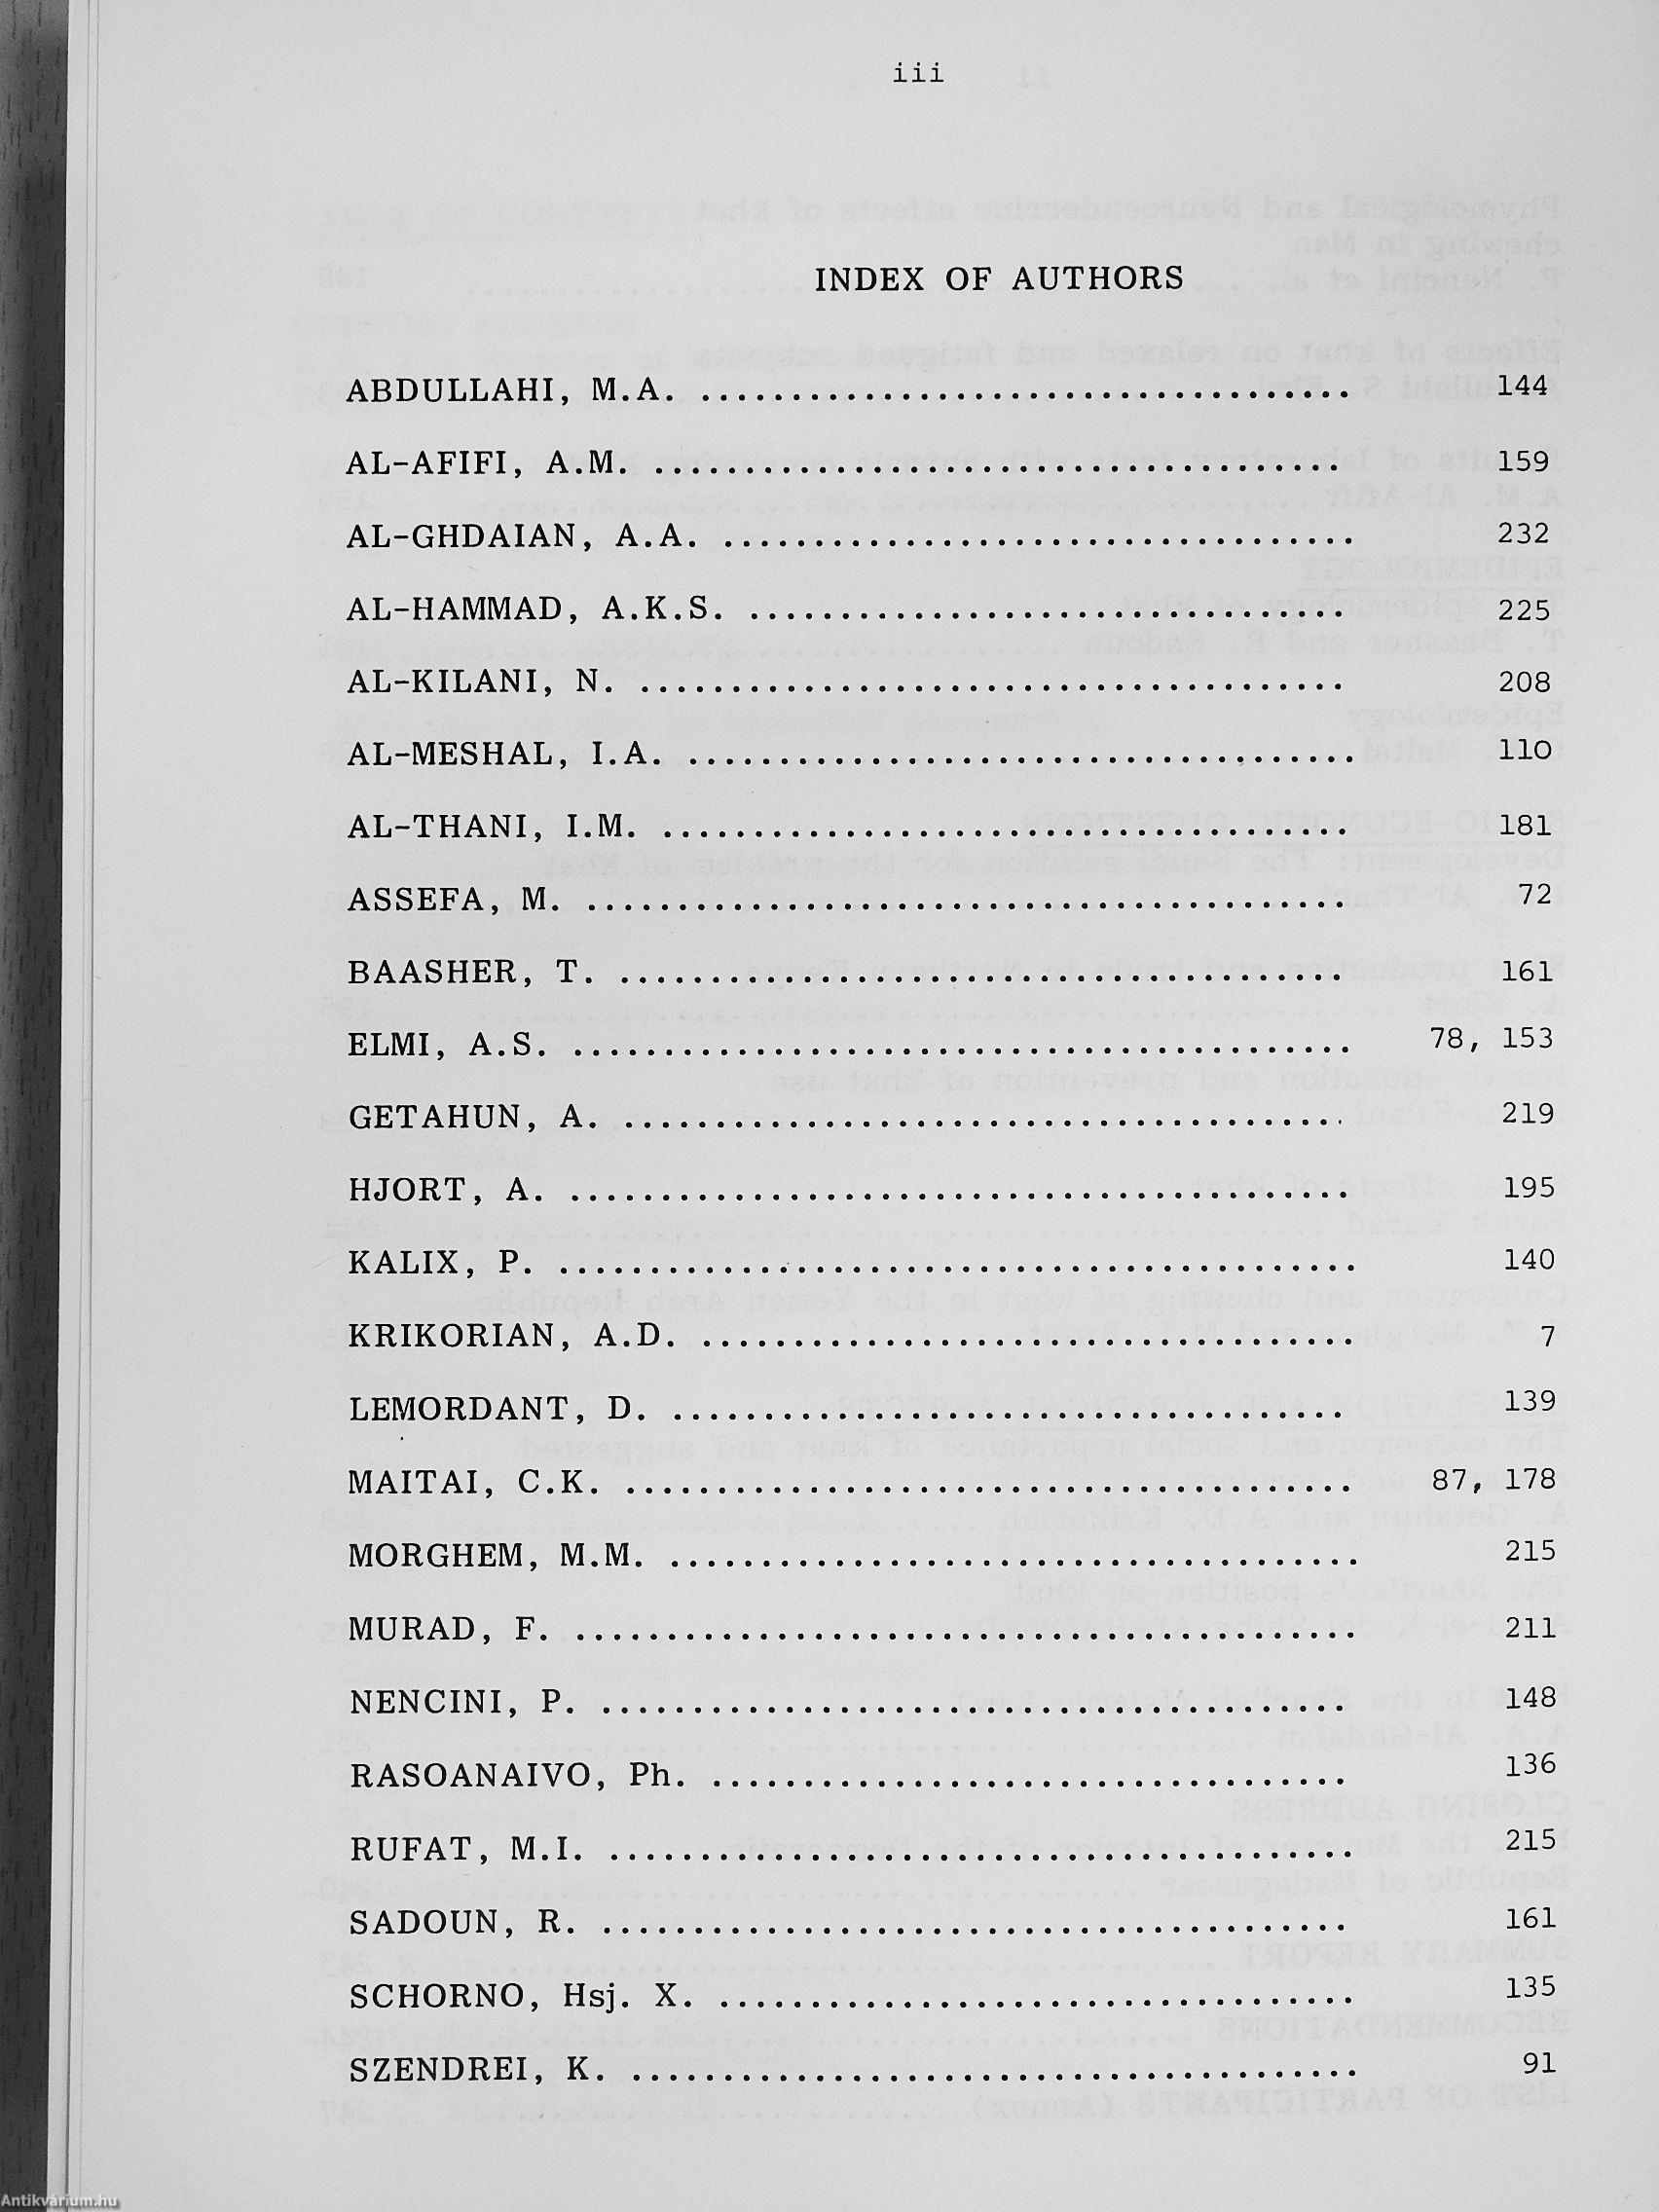 iii
INDEX OF AUTHORS
ABDULLAHI, M.A. .................................... 144
AL-AFIFI, A.M. ...................................... 159
AL-GHDAIAN, A.A. ................................... 232
AL-HAMMAD, A.K.S. ................................. 225
AL-KILANI, N. ....................................... 208
AL-MESHAL, I.A. ..................................... 110
AL-THANI, I.M. ...................................... 181
ASSEFA, M. .......................................... 72
BAASHER, T. ........................................ 161
ELMI, A.S. ........................................... 78, 153
GETAHUN, A. ........................................ 219
HJORT, A. ........................................... 195
KALIX, P. ............................................ 140
KRIKORIAN, A.D. .................................... 7
LEMORDANT, D. ..................................... 139
MAITAI, C.K. ........................................ 87, 178
MORGHEM, M.M. ...................................... 215
MURAD, F. ........................................... 211
NENCINI, P. ......................................... 148
RASOANAIVO, Ph. ................................... 136
RUFAT, M.I. ......................................... 215
SADOUN, R. ......................................... 161
SCHORNO, Hsj. X. ................................... 135
SZENDREI, K. ........................................ 91
Antikvárium.hu